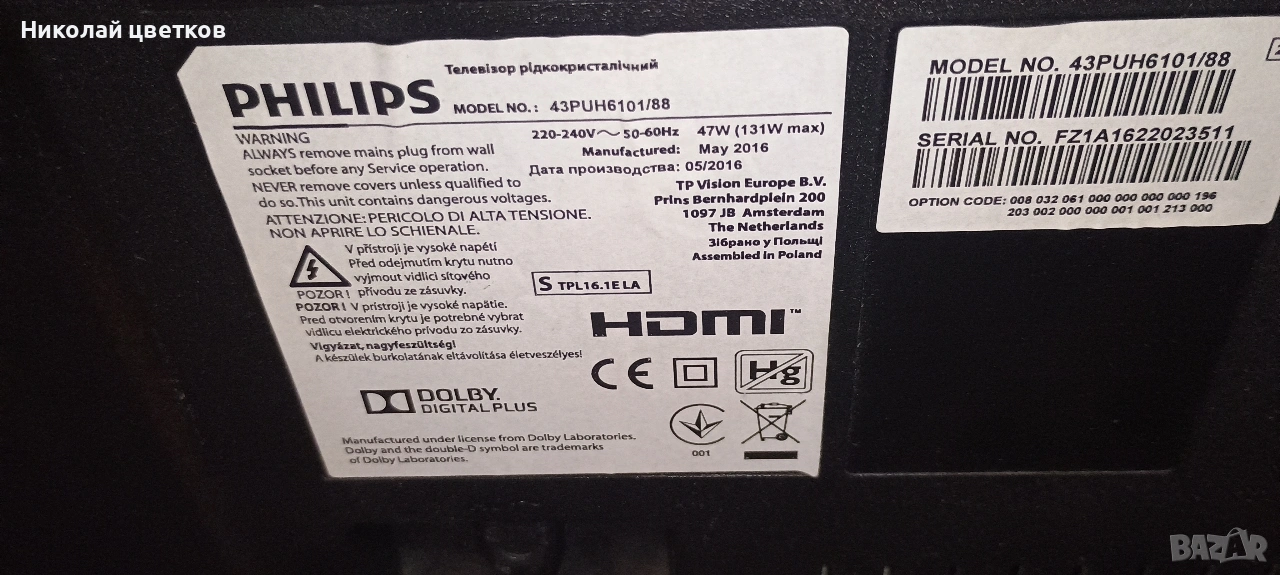 Николай цветков
Телевізор рідкокристалічний
PHILIPS
MODEL NO.: 43PUH6101/88
WARNING
ALWAYS remove mains plug from wall
socket before any Service operation.
NEVER remove covers unless qualified to
do so. This unit contains dangerous voltages.
ATTENZIONE: PERICOLO DI ALTA TENSIONE.
NON APRIRE LO SCHIENALE.
V přístroji je vysoké napětí
Před odejmutím krytu nutno
vyjmout vidlici síťového
POZOR! přívodu ze zásuvky.
POZOR! V prístroji je vysoké napätie.
Pred otvorením krytu je potrebné vybrat
vidlicu elektrického prívodu zo zásuvky.
Vigyázat, nagyfeszültség!
A készülek burkolatának eltávolítása életveszélyes!
220-240V~ 50-60Hz 47W (131W max)
Manufactured: May 2016
Дата производства: 05/2016
TP Vision Europe B.V.
Prins Bernhardplein 200
1097 JB Amsterdam
The Netherlands
Зібрано у Польщі
Assembled in Poland
S TPL16.1E LA
HDMI™
CE
Hg
DOLBY.
DIGITAL PLUS
001
Manufactured under license from Dolby Laboratories.
Dolby and the double-D symbol are trademarks
of Dolby Laboratories.
MODEL NO. 43PUH6101/88
SERIAL NO. FZ1A1622023511
OPTION CODE: 008 032 061 000 000 000 000 196
203 002 000 000 001 001 213 000
BAZAR